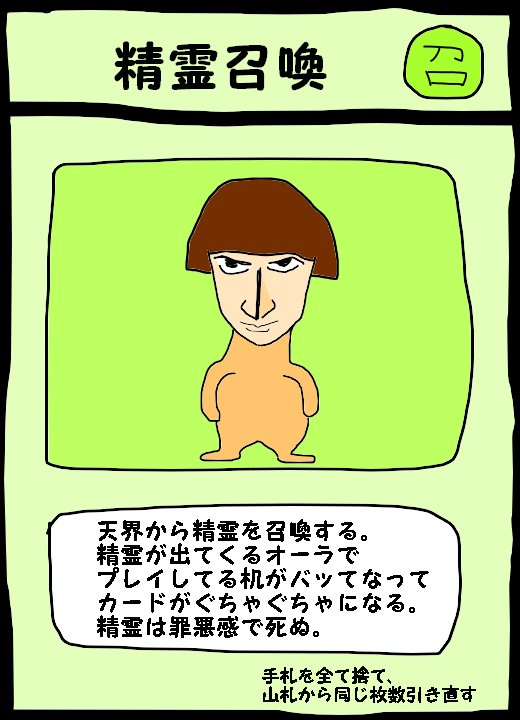 精霊召喚
召
天界から精霊を召喚する。
精霊が出てくるオーラで
プレイしてる机がバッてなって
カードがぐちゃぐちゃになる。
精霊は罪悪感で死ぬ。
手札を全て捨て、
山札から同じ枚数引き直す